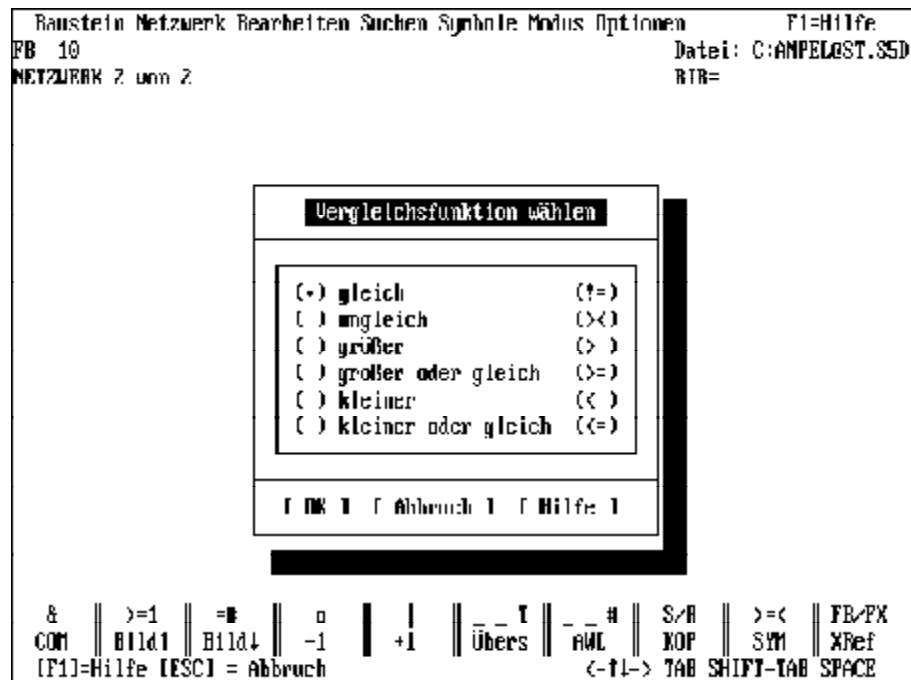 Baustein Netzwerk Bearbeiten Suchen Symbole Modus Optionen F1=Hilfe
FB 10 Datei: C:AMPEL@ST.S5D
NETZWERK 2 von 2 BIB=
Vergleichsfunktion wählen
(•) gleich (!=)
( ) ungleich (><)
( ) größer (> )
( ) größer oder gleich (>=)
( ) kleiner (< )
( ) kleiner oder gleich (<=)
[ OK ] [ Abbruch ] [ Hilfe ]
& >=1 =# o | _ _ T _ _ # S/R >=< FB/FX
COM Bild↑ Bild↓ -1 +1 Übers AWL KOP SYM XRef
[F1]=Hilfe [ESC] = Abbruch <-↑↓-> TAB SHIFT-TAB SPACE